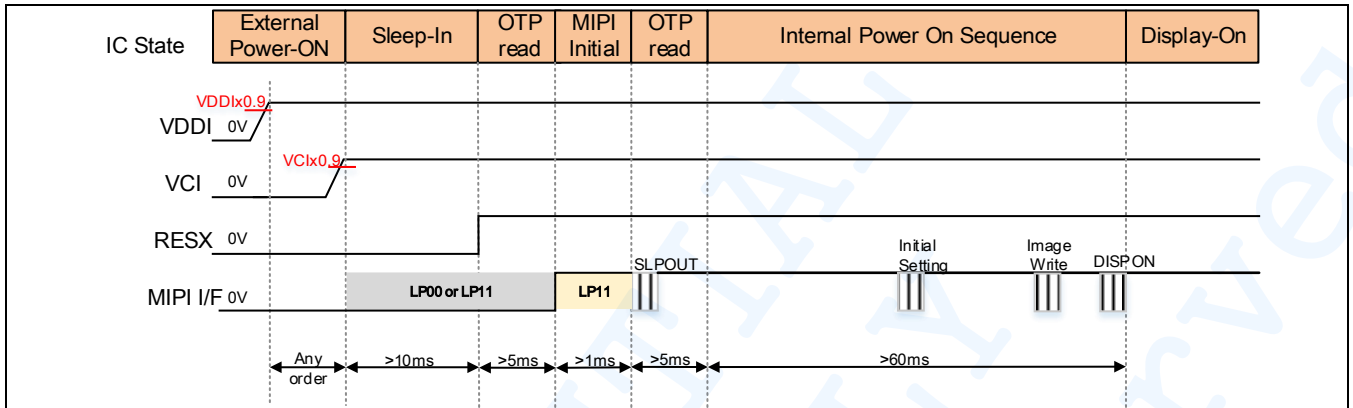 IC State
External
Power-ON
Sleep-In
OTP
read
MIPI
Initial
OTP
read
Internal Power On Sequence
Display-On
VDDIx0.9
VDDI 0V
VCIx0.9
VCI 0V
RESX 0V
Initial
Setting
Image
Write
DISPON
SLPOUT
MIPI I/F 0V
LP00 or LP11
LP11
Any
order
>10ms
>5ms
>1ms
>5ms
>60ms